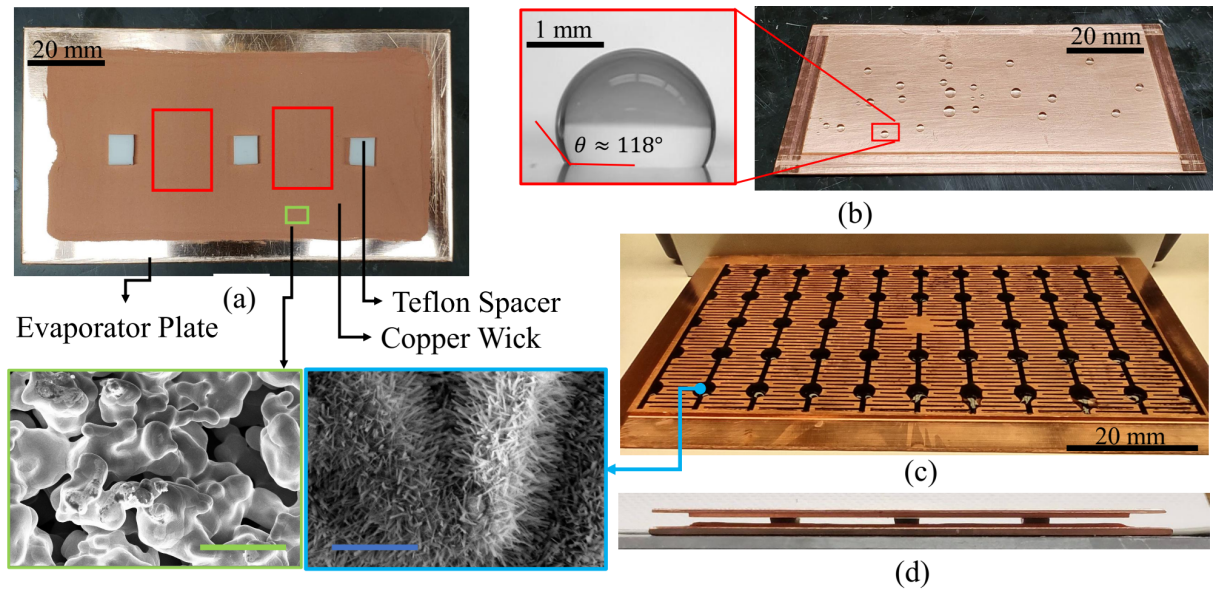 20 mm
1 mm
θ ≈ 118°
20 mm
(b)
(a)
Teflon Spacer
Evaporator Plate
Copper Wick
20 mm
(c)
(d)